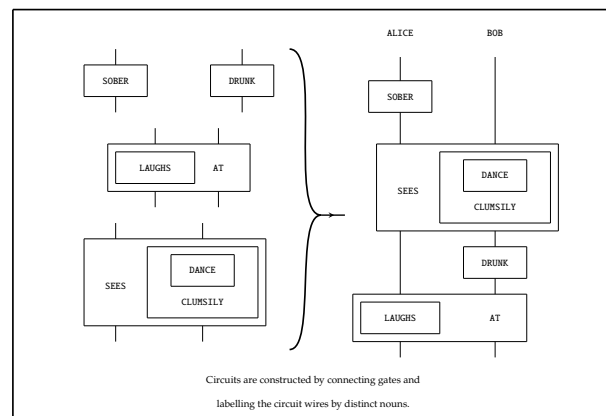 SOBER
DRUNK
LAUGHS AT
SEES
DANCE
CLUMSILY
ALICE BOB
SOBER
SEES
DANCE
CLUMSILY
DRUNK
LAUGHS AT
Circuits are constructed by connecting gates and
labelling the circuit wires by distinct nouns.